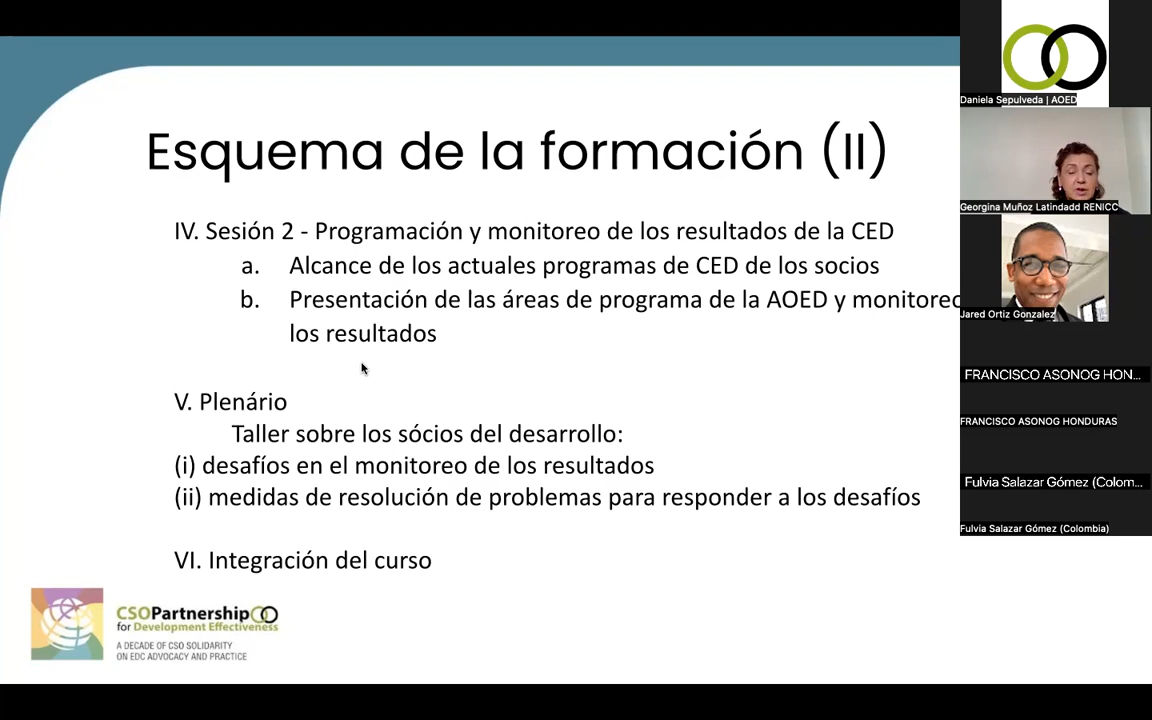 Esquema de la formación (II)
IV. Sesión 2 - Programación y monitoreo de los resultados de la CED
a. Alcance de los actuales programas de CED de los socios
b. Presentación de las áreas de programa de la AOED y monitoreo
los resultados
V. Plenário
Taller sobre los sócios del desarrollo:
(i) desafíos en el monitoreo de los resultados
(ii) medidas de resolución de problemas para responder a los desafíos
VI. Integración del curso
CSOPartnership
for Development Effectiveness
A DECADE OF CSO SOLIDARITY
ON EDC ADVOCACY AND PRACTICE
Daniela Sepulveda | AOED
Georgina Muñoz Latindadd RENICC
Jared Ortiz Gonzalez
FRANCISCO ASONOG HON...
FRANCISCO ASONOG HONDURAS
Fulvia Salazar Gómez (Colom...
Fulvia Salazar Gómez (Colombia)